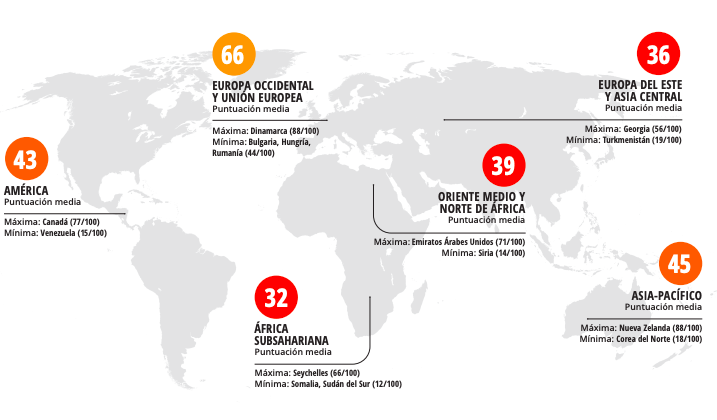 66
EUROPA OCCIDENTAL
Y UNIÓN EUROPEA
Puntuación media
Máxima: Dinamarca (88/100)
Mínima: Bulgaria, Hungría,
Rumanía (44/100)
36
EUROPA DEL ESTE
Y ASIA CENTRAL
Puntuación media
Máxima: Georgia (56/100)
Mínima: Turkmenistán (19/100)
43
AMÉRICA
Puntuación media
Máxima: Canadá (77/100)
Mínima: Venezuela (15/100)
39
ORIENTE MEDIO Y
NORTE DE ÁFRICA
Puntuación media
Máxima: Emiratos Árabes Unidos (71/100)
Mínima: Siria (14/100)
32
ÁFRICA
SUBSAHARIANA
Puntuación media
Máxima: Seychelles (66/100)
Mínima: Somalia, Sudán del Sur (12/100)
45
ASIA-PACÍFICO
Puntuación media
Máxima: Nueva Zelanda (88/100)
Mínima: Corea del Norte (18/100)